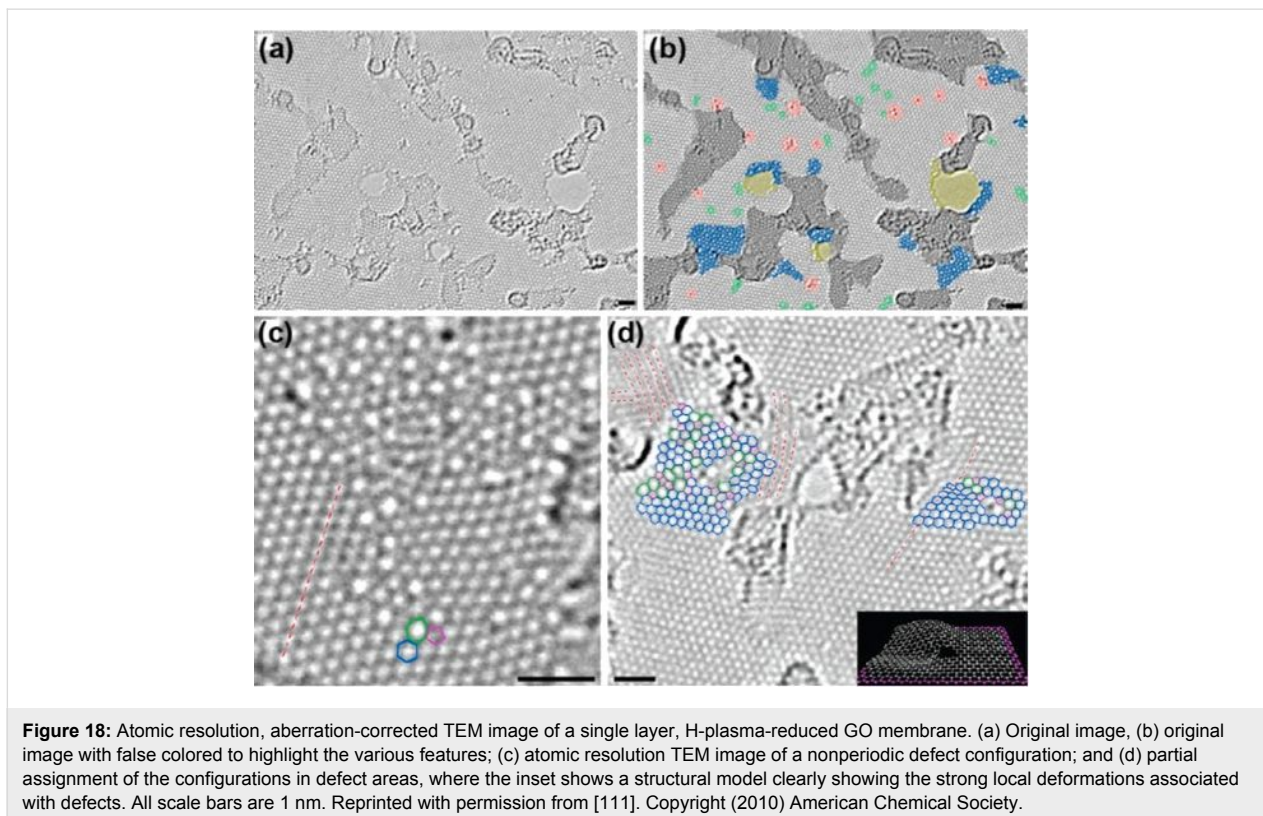 (a)
(b)
(c)
(d)
Figure 18: Atomic resolution, aberration-corrected TEM image of a single layer, H-plasma-reduced GO membrane. (a) Original image, (b) original
image with false colored to highlight the various features; (c) atomic resolution TEM image of a nonperiodic defect configuration; and (d) partial
assignment of the configurations in defect areas, where the inset shows a structural model clearly showing the strong local deformations associated
with defects. All scale bars are 1 nm. Reprinted with permission from [111]. Copyright (2010) American Chemical Society.